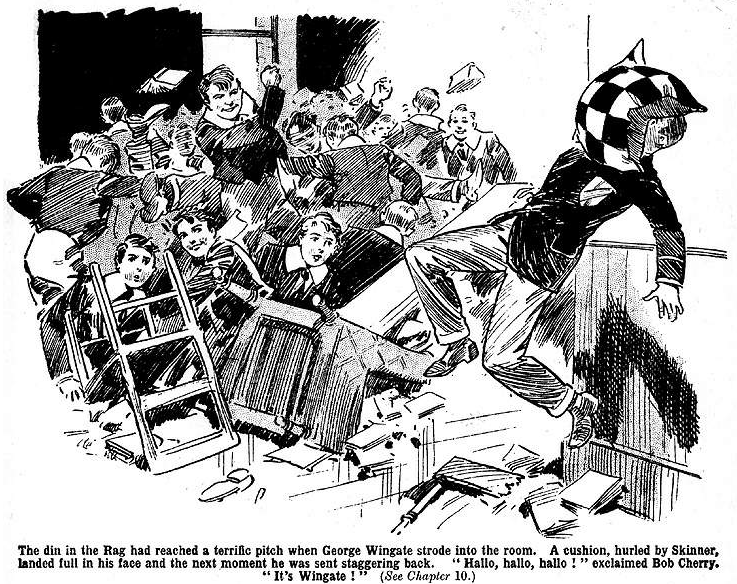 The din in the Rag had reached a terrific pitch when George Wingate strode into the room. A cushion, hurled by Skinner,
landed full in his face and the next moment he was sent staggering back. "Hallo, hallo, hallo!" exclaimed Bob Cherry.
"It's Wingate!" (See Chapter 10.)